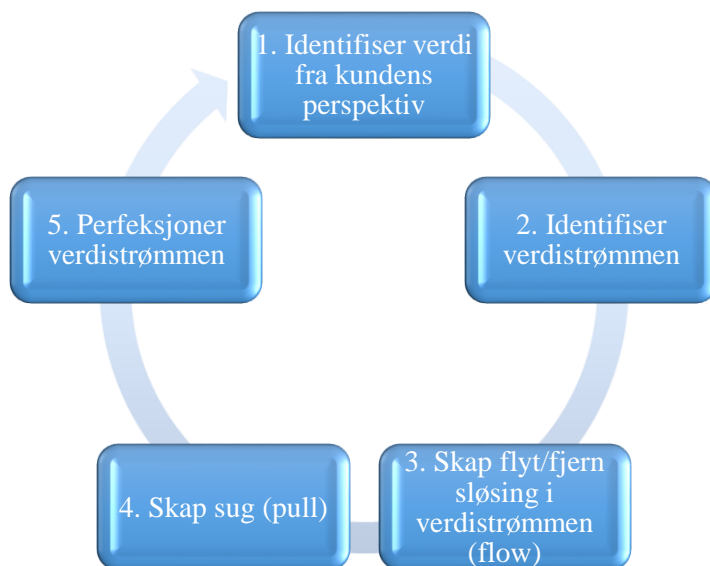 1. Identifiser verdi
fra kundens
perspektiv
2. Identifiser
verdistrømmen
3. Skap flyt/fjern
sløsing i
verdistrømmen
(flow)
4. Skap sug (pull)
5. Perfeksjoner
verdistrømmen